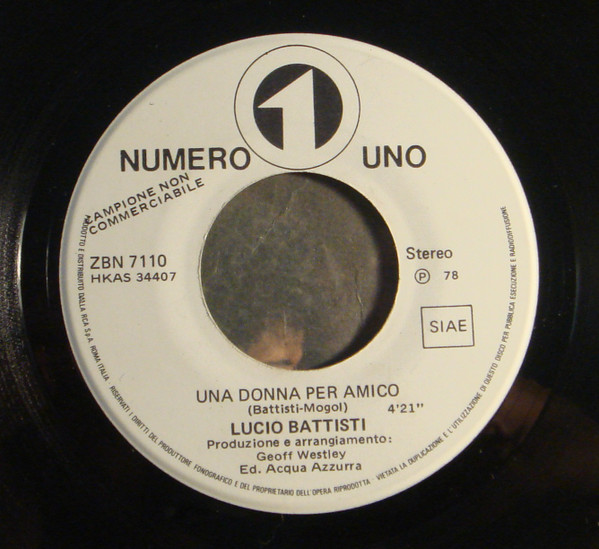 1
NUMERO UNO
CAMPIONE NON
COMMERCIABILE
ZBN 7110
HKAS 34407
Stereo
Ⓟ 78
SIAE
UNA DONNA PER AMICO
(Battisti-Mogol) 4'21"
LUCIO BATTISTI
Produzione e arrangiamento:
Geoff Westley
Ed. Acqua Azzurra
PRODOTTO E DISTRIBUITO DALLA RCA S.p.A. ROMA ITALIA - RISERVATI I DIRITTI DEL PRODUTTORE FONOGRAFICO E DEL PROPRIETARIO DELL'OPERA RIPRODOTTA - VIETATA LA DUPLICAZIONE E L'UTILIZZAZIONE DI QUESTO DISCO PER PUBBLICA ESECUZIONE E RADIODIFFUSIONE